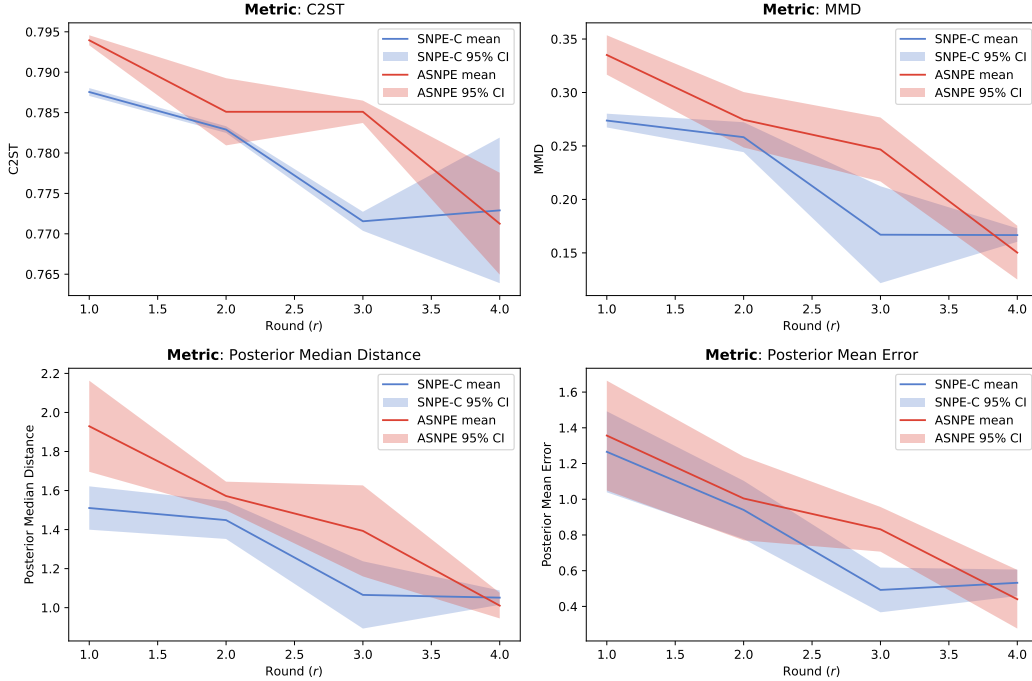 Metric: C2ST
0.795
0.790
0.785
0.780
0.775
0.770
0.765
C2ST
SNPE-C mean
SNPE-C 95% CI
ASNPE mean
ASNPE 95% CI
1.0 1.5 2.0 2.5 3.0 3.5 4.0
Round (r)
Metric: MMD
0.35
0.30
0.25
0.20
0.15
MMD
SNPE-C mean
SNPE-C 95% CI
ASNPE mean
ASNPE 95% CI
1.0 1.5 2.0 2.5 3.0 3.5 4.0
Round (r)
Metric: Posterior Median Distance
2.2
2.0
1.8
1.6
1.4
1.2
1.0
Posterior Median Distance
SNPE-C mean
SNPE-C 95% CI
ASNPE mean
ASNPE 95% CI
1.0 1.5 2.0 2.5 3.0 3.5 4.0
Round (r)
Metric: Posterior Mean Error
1.6
1.4
1.2
1.0
0.8
0.6
0.4
Posterior Mean Error
SNPE-C mean
SNPE-C 95% CI
ASNPE mean
ASNPE 95% CI
1.0 1.5 2.0 2.5 3.0 3.5 4.0
Round (r)